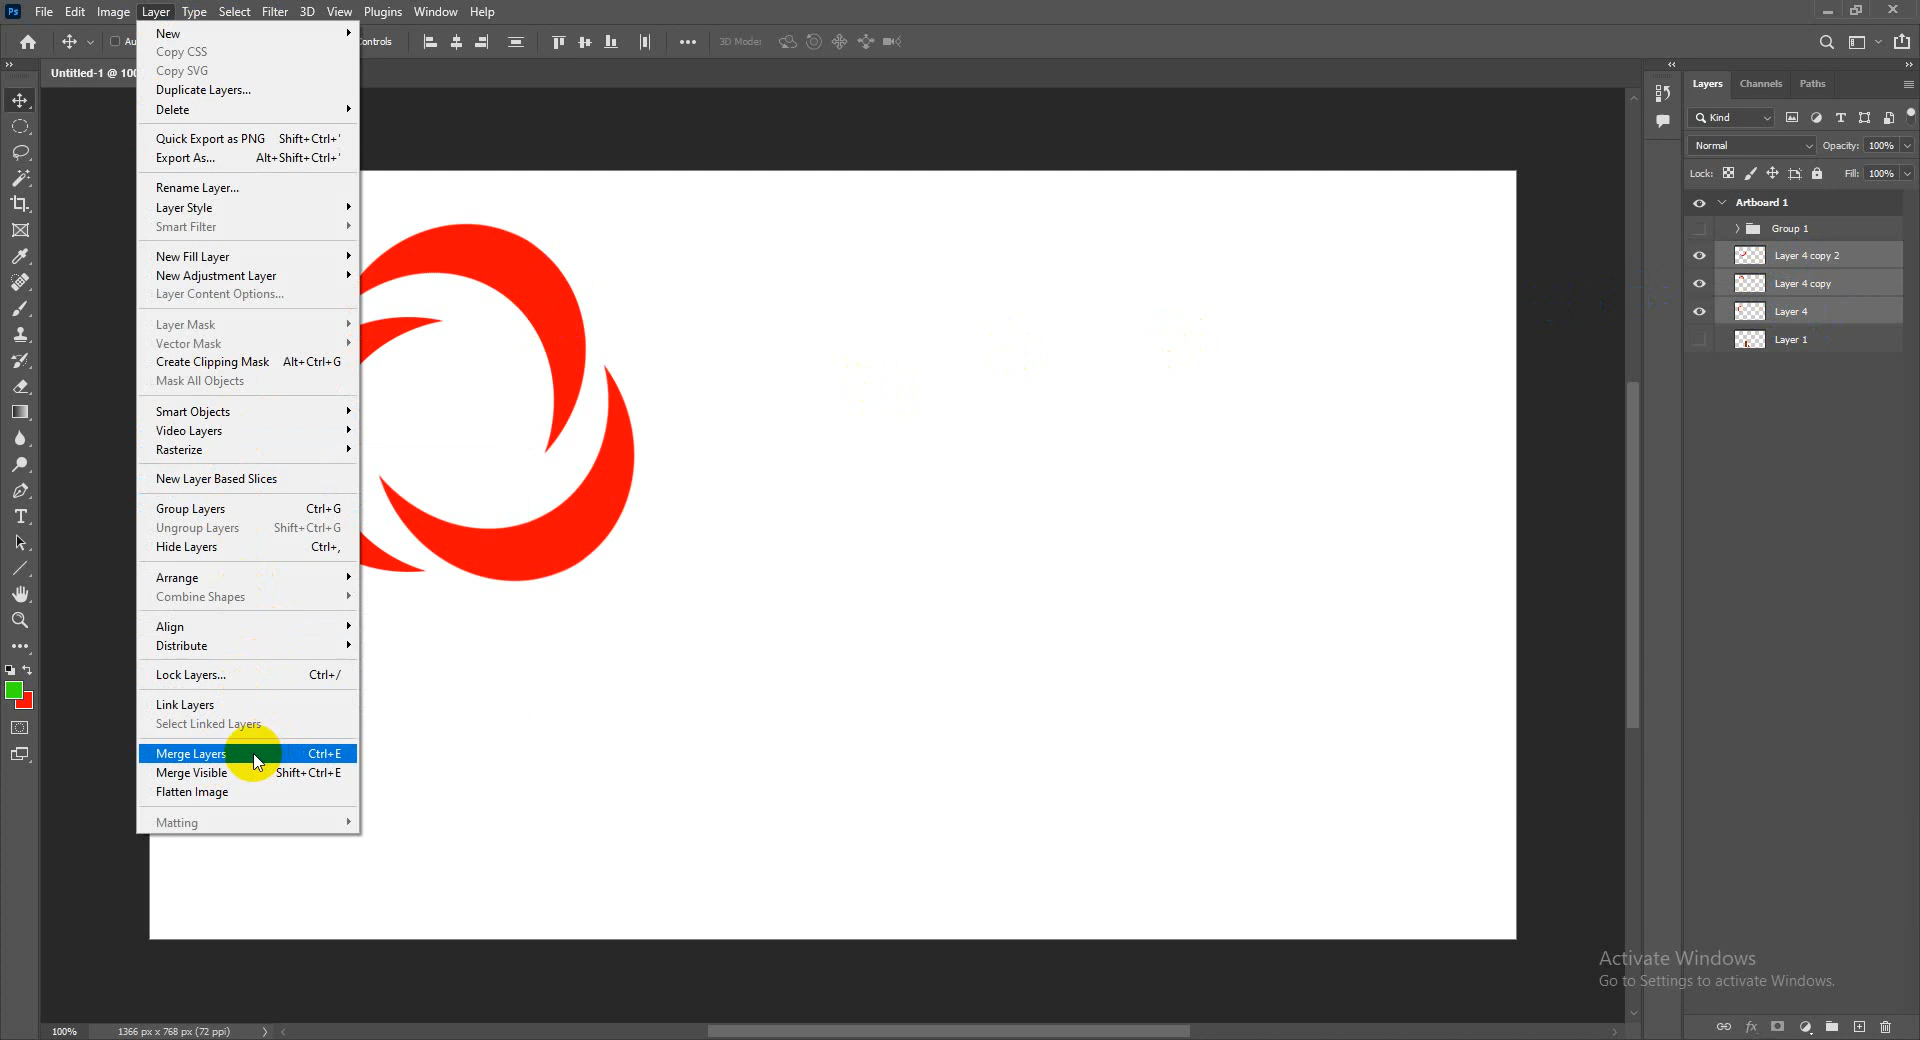 Ps File Edit Image Layer Type Select Filter 3D View Plugins Window Help
Au
ontrols
3D Mode:
Untitled-1 @ 100
New
Copy CSS
Copy SVG
Duplicate Layers...
Delete
Quick Export as PNG Shift+Ctrl+'
Export As... Alt+Shift+Ctrl+'
Rename Layer...
Layer Style
Smart Filter
New Fill Layer
New Adjustment Layer
Layer Content Options...
Layer Mask
Vector Mask
Create Clipping Mask Alt+Ctrl+G
Mask All Objects
Smart Objects
Video Layers
Rasterize
New Layer Based Slices
Group Layers Ctrl+G
Ungroup Layers Shift+Ctrl+G
Hide Layers Ctrl+,
Arrange
Combine Shapes
Align
Distribute
Lock Layers... Ctrl+/
Link Layers
Select Linked Layers
Merge Layers Ctrl+E
Merge Visible Shift+Ctrl+E
Flatten Image
Matting
Layers Channels Paths
Kind
Normal Opacity: 100%
Lock: Fill: 100%
Artboard 1
Group 1
Layer 4 copy 2
Layer 4 copy
Layer 4
Layer 1
Activate Windows
Go to Settings to activate Windows.
100% 1366 px x 768 px (72 ppi)